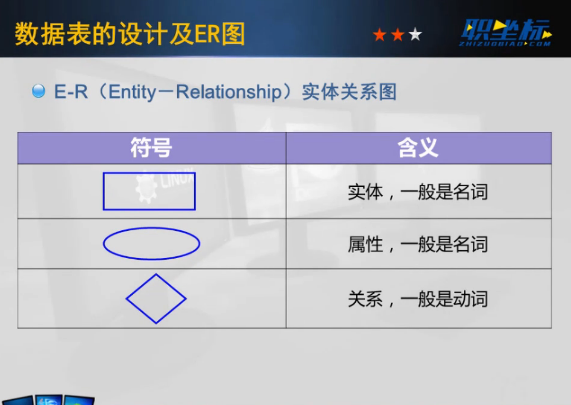 数据表的设计及ER图
职坐标
ZHIZUOBIAO.COM
E-R（Entity－Relationship）实体关系图
符号 含义
实体，一般是名词
属性，一般是名词
关系，一般是动词